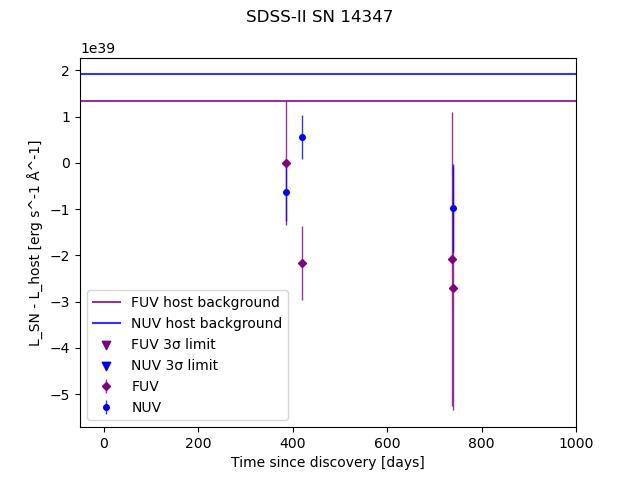 SDSS-II SN 14347
1e39
2
1
0
−1
−2
−3
−4
−5
L_SN - L_host [erg s^-1 Å^-1]
FUV host background
NUV host background
FUV 3σ limit
NUV 3σ limit
FUV
NUV
0 200 400 600 800 1000
Time since discovery [days]